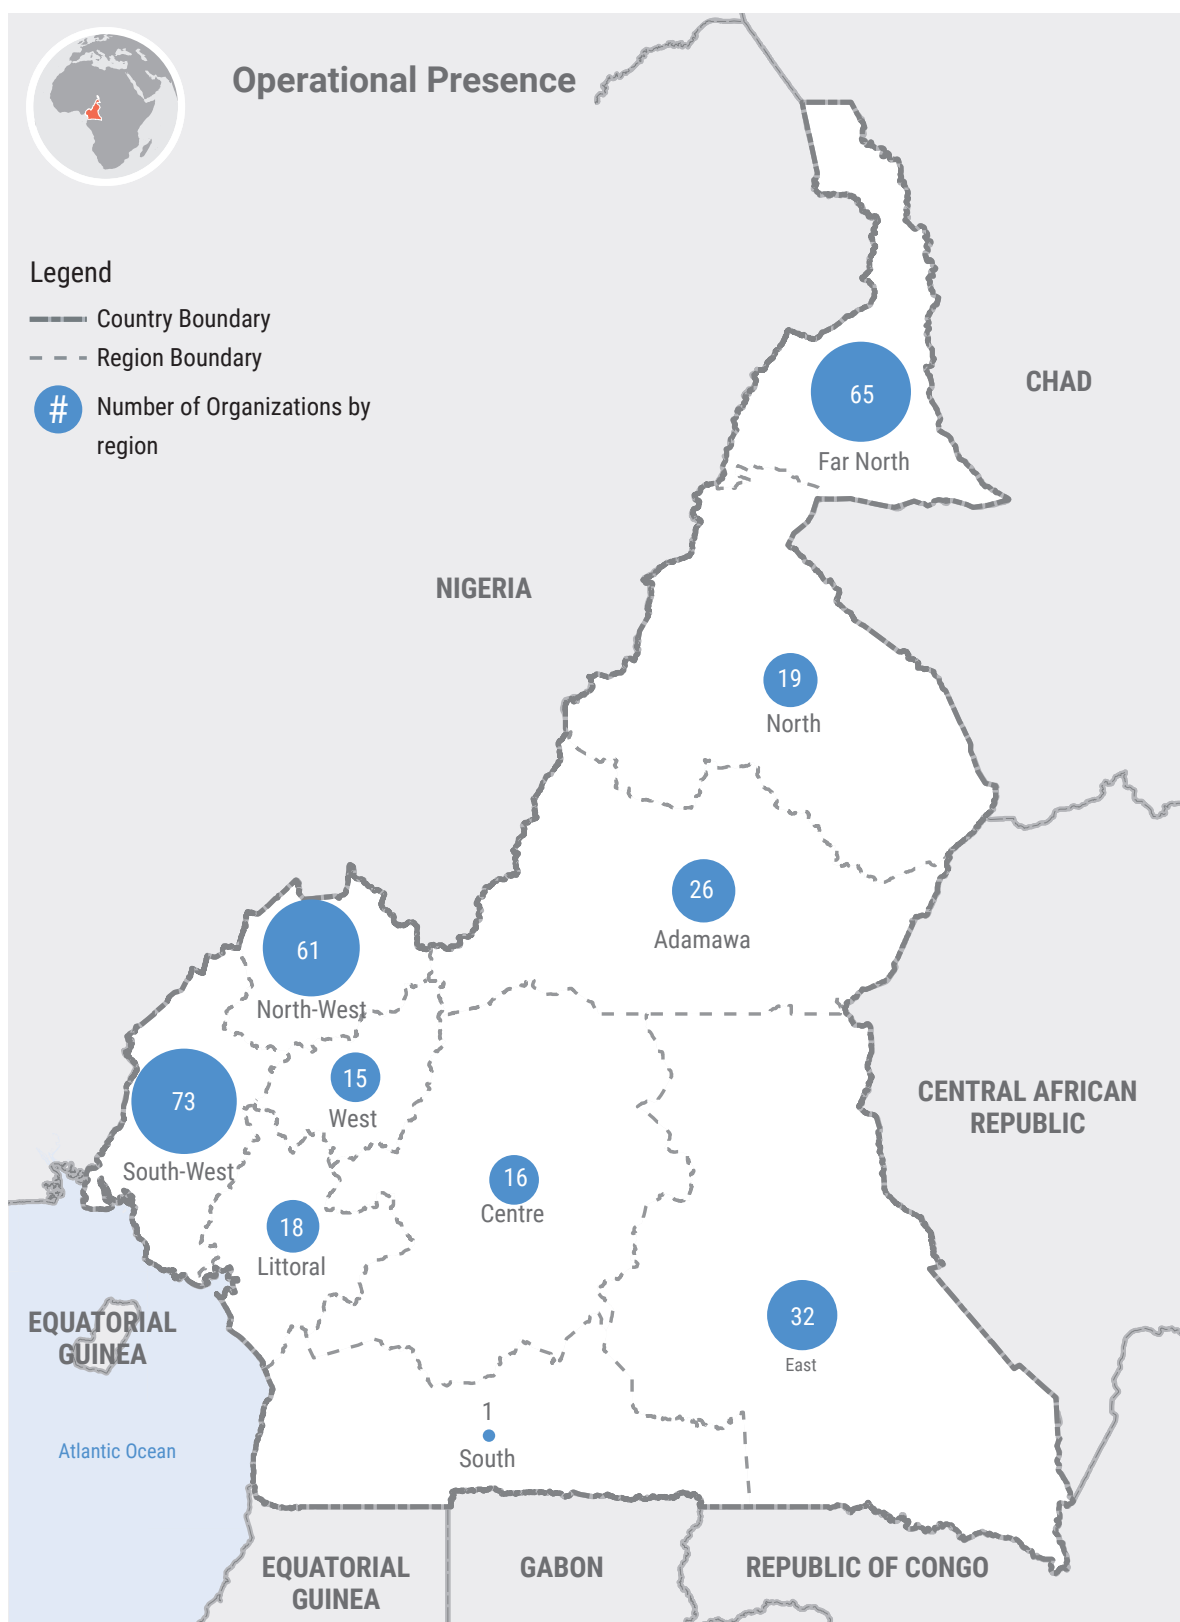 Operational Presence
Legend
Country Boundary
Region Boundary
#
Number of Organizations by
region
65
Far North
CHAD
NIGERIA
19
North
26
Adamawa
61
North-West
15
West
73
South-West
CENTRAL AFRICAN
REPUBLIC
16
Centre
18
Littoral
32
East
EQUATORIAL
GUINEA
1
South
Atlantic Ocean
EQUATORIAL
GUINEA
GABON
REPUBLIC OF CONGO